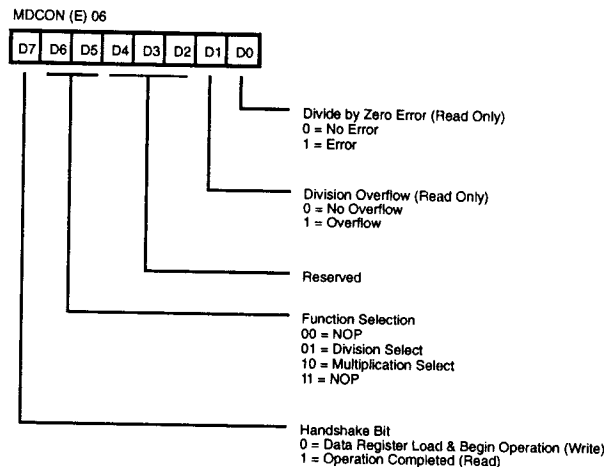 MDCON (E) 06
D7 D6 D5 D4 D3 D2 D1 D0
Divide by Zero Error (Read Only)
0 = No Error
1 = Error
Division Overflow (Read Only)
0 = No Overflow
1 = Overflow
Reserved
Function Selection
00 = NOP
01 = Division Select
10 = Multiplication Select
11 = NOP
Handshake Bit
0 = Data Register Load & Begin Operation (Write)
1 = Operation Completed (Read)